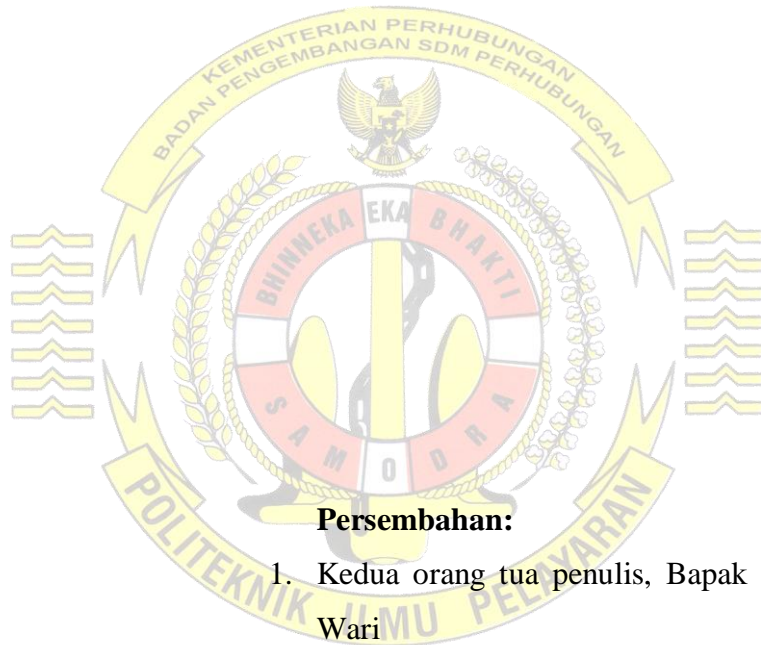 KEMENTERIAN PERHUBUNGAN
BADAN PENGEMBANGAN SDM PERHUBUNGAN
BHINNEKA EKA BHAKTI
SAMODRA
Persembahan:
1. Kedua orang tua penulis, Bapak
Wari
POLITEKNIK ILMU PELAYARAN